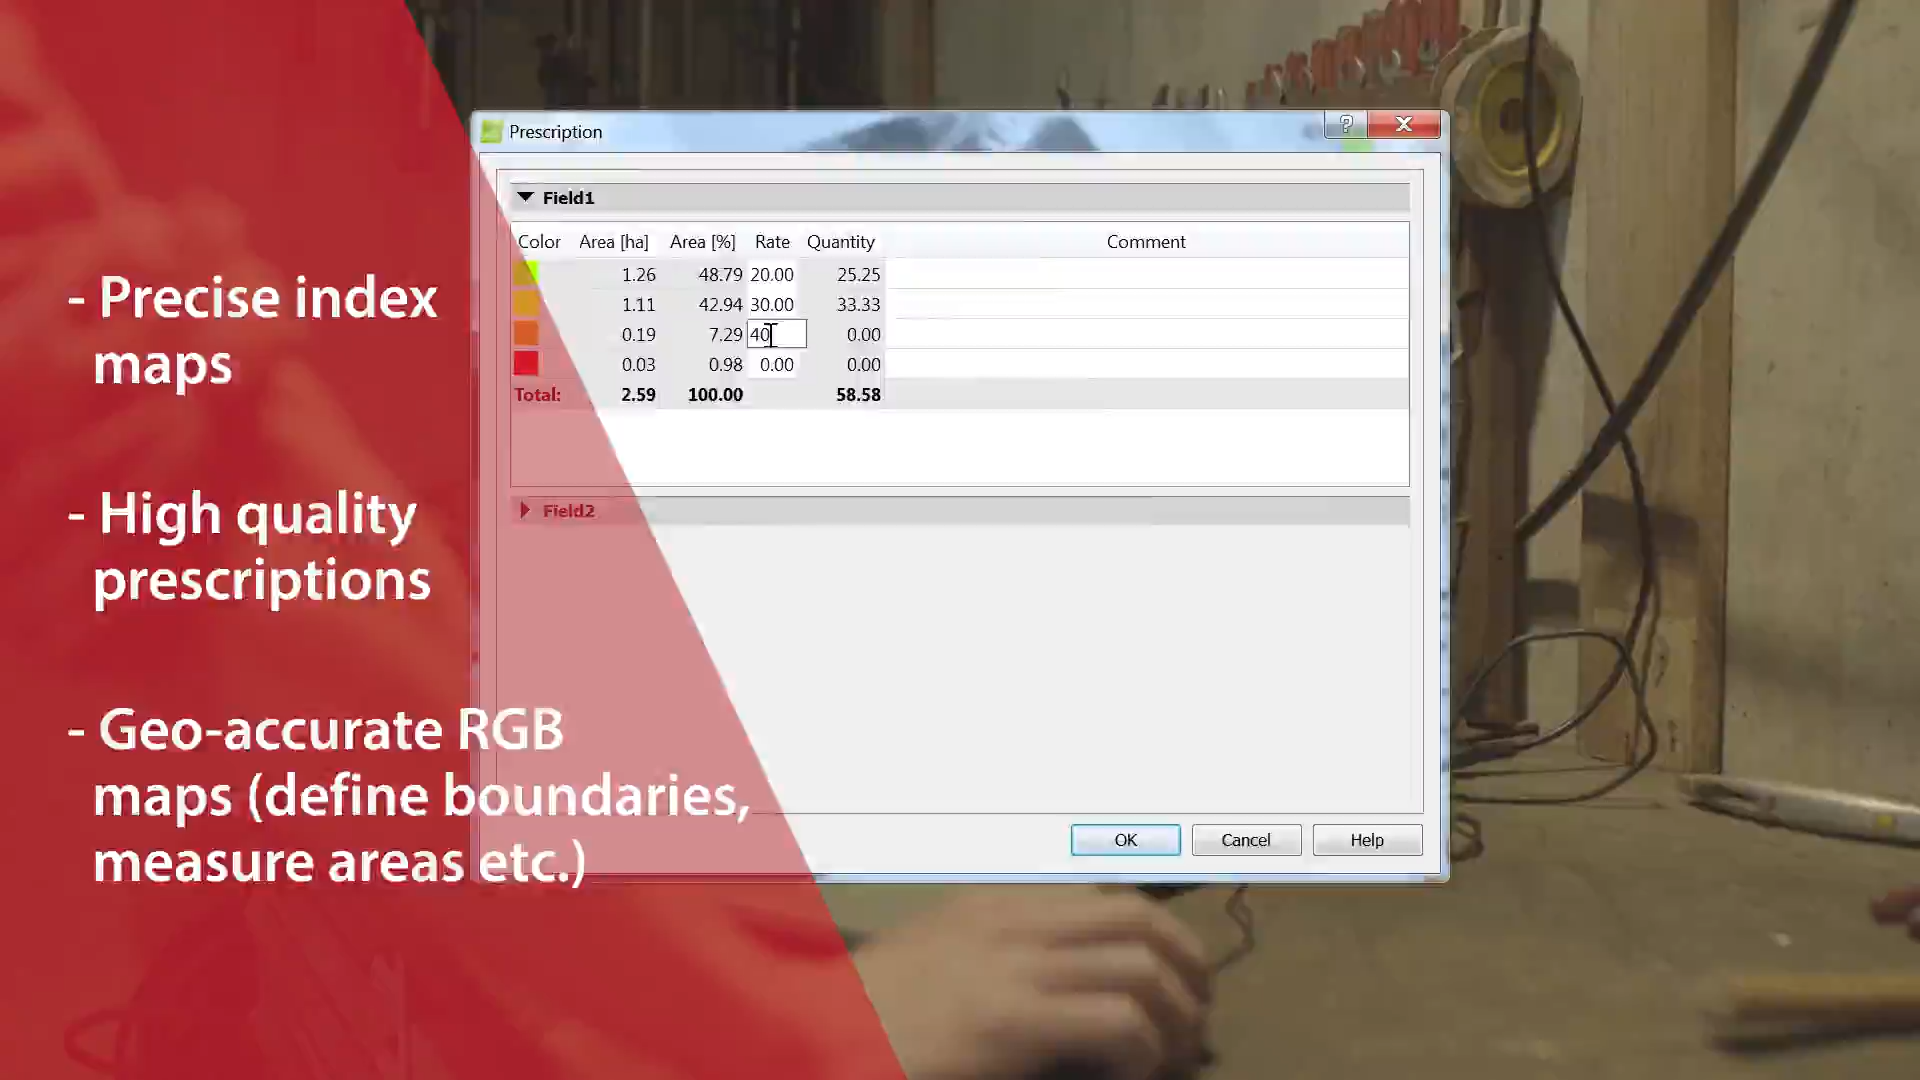 - Precise index
maps
- High quality
prescriptions
- Geo-accurate RGB
maps (define boundaries,
measure areas etc.)
Prescription
?
Field1
Color Area [ha] Area [%] Rate Quantity Comment
1.26 48.79 20.00 25.25
1.11 42.94 30.00 33.33
0.19 7.29 40 0.00
0.03 0.98 0.00 0.00
Total: 2.59 100.00 58.58
Field2
OK Cancel Help